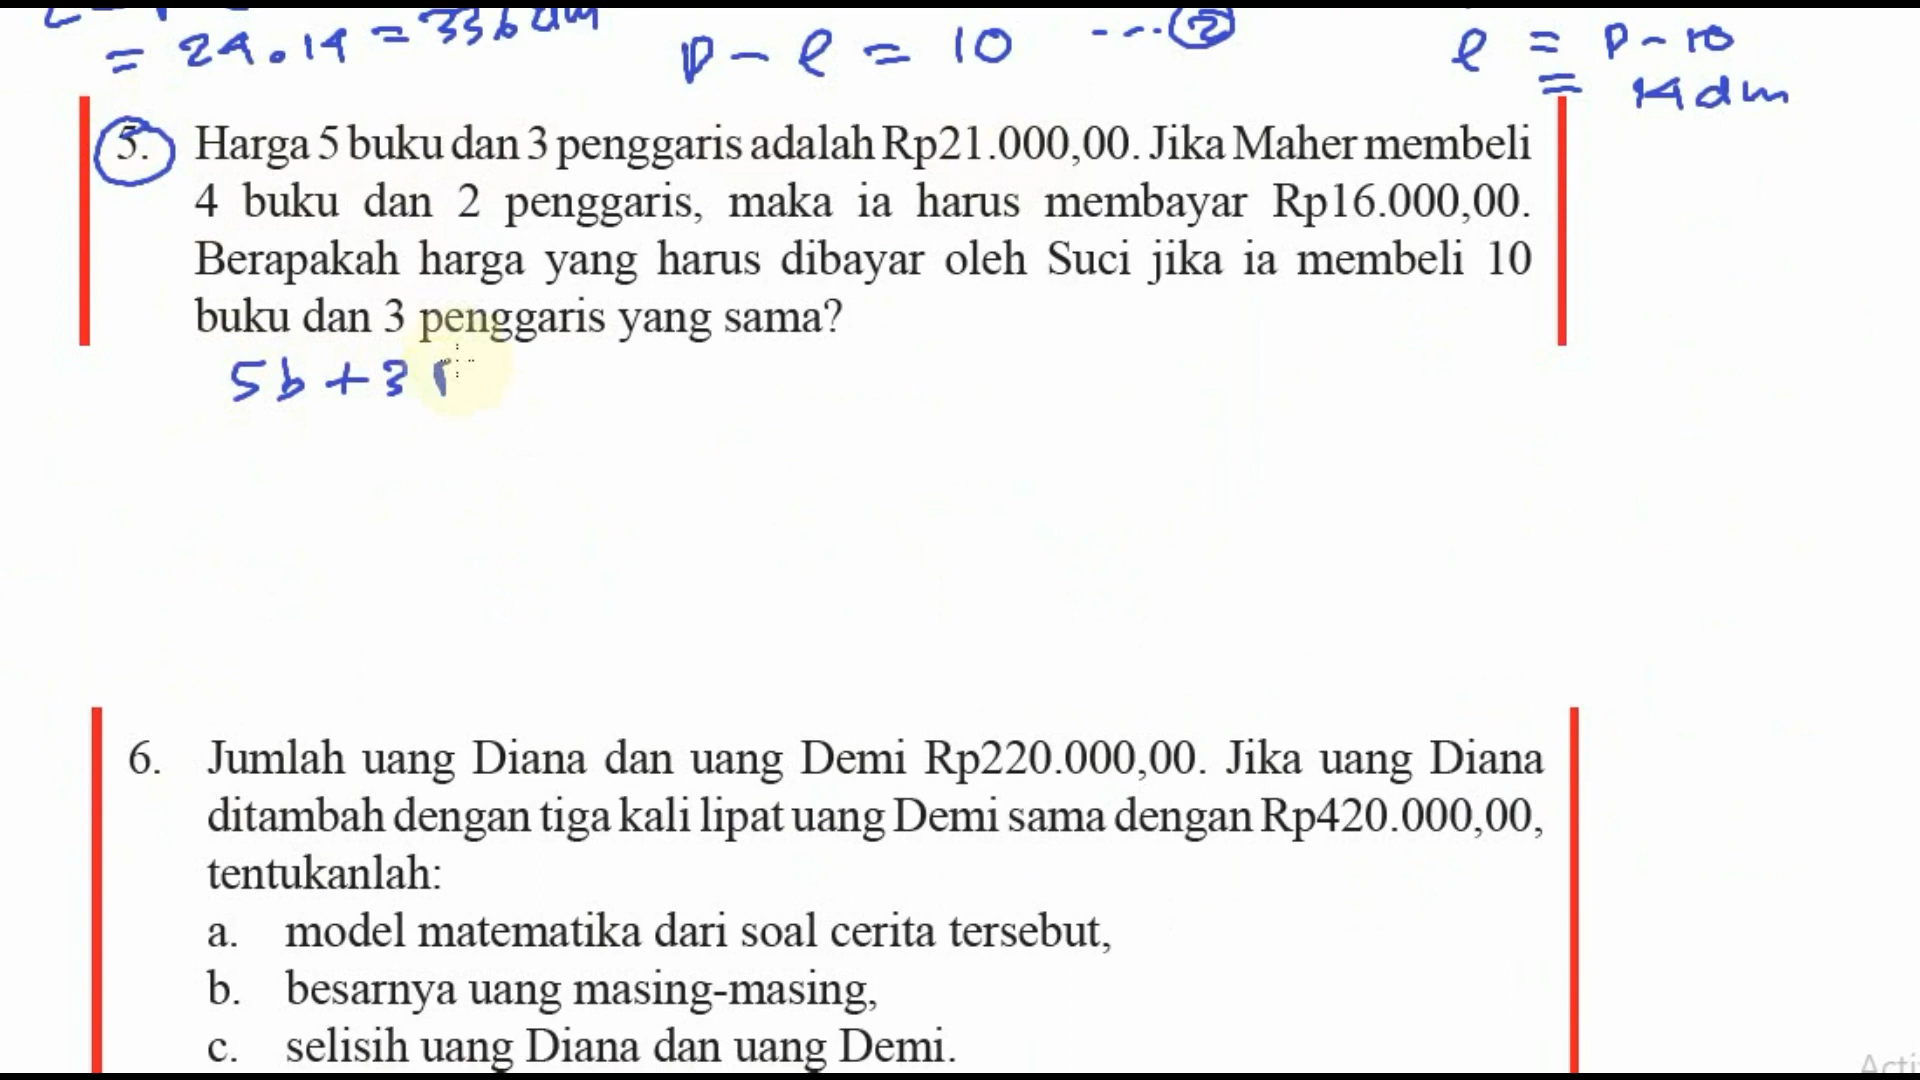 = 24.14 = 336 dm
p - l = 10 ---- ②
l = p - 10
= 14 dm
5. Harga 5 buku dan 3 penggaris adalah Rp21.000,00. Jika Maher membeli
4 buku dan 2 penggaris, maka ia harus membayar Rp16.000,00.
Berapakah harga yang harus dibayar oleh Suci jika ia membeli 10
buku dan 3 penggaris yang sama?
5b + 3
6. Jumlah uang Diana dan uang Demi Rp220.000,00. Jika uang Diana
ditambah dengan tiga kali lipat uang Demi sama dengan Rp420.000,00,
tentukanlah:
a. model matematika dari soal cerita tersebut,
b. besarnya uang masing-masing,
c. selisih uang Diana dan uang Demi.